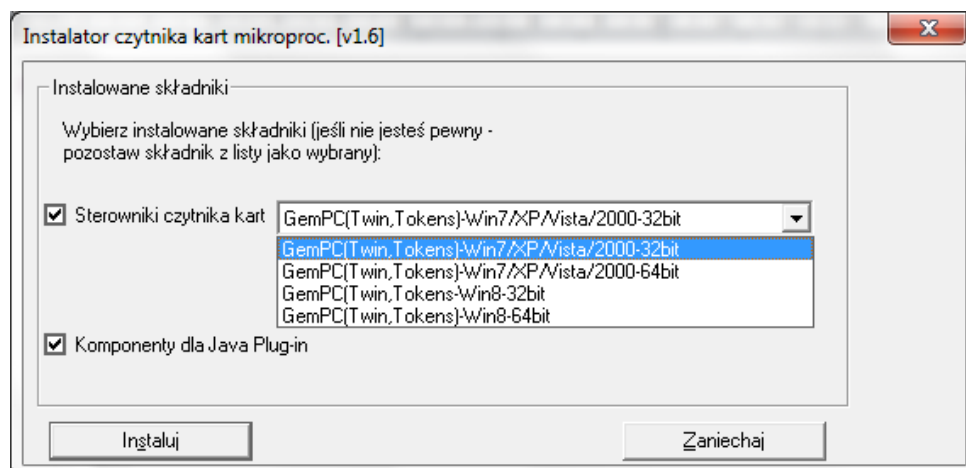 Instalator czytnika kart mikroproc. [v1.6]
Instalowane składniki
Wybierz instalowane składniki (jeśli nie jesteś pewny -
pozostaw składnik z listy jako wybrany):
Sterowniki czytnika kart
GemPC(Twin,Tokens)-Win7/XP/Vista/2000-32bit
GemPC(Twin,Tokens)-Win7/XP/Vista/2000-32bit
GemPC(Twin,Tokens)-Win7/XP/Vista/2000-64bit
GemPC(Twin,Tokens-Win8-32bit
GemPC(Twin,Tokens)-Win8-64bit
Komponenty dla Java Plug-in
Instaluj
Zaniechaj